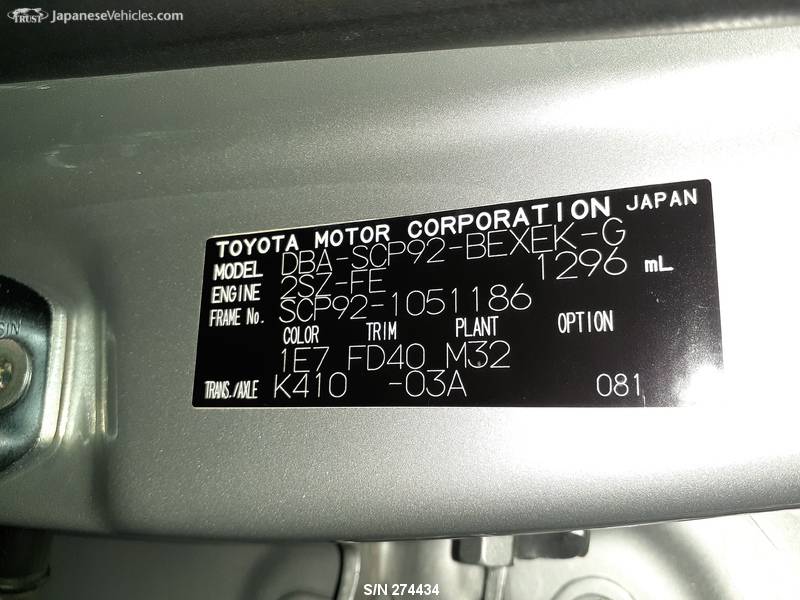 TRUST JapaneseVehicles.com
TOYOTA MOTOR CORPORATION JAPAN
MODEL DBA-SCP92-BEXEK-G
ENGINE 2SZ-FE 1296 mL
FRAME No. SCP92-1051186
COLOR TRIM PLANT OPTION
1E7 FD40 M32
TRANS./AXLE K410 -03A 081
S/N 274434